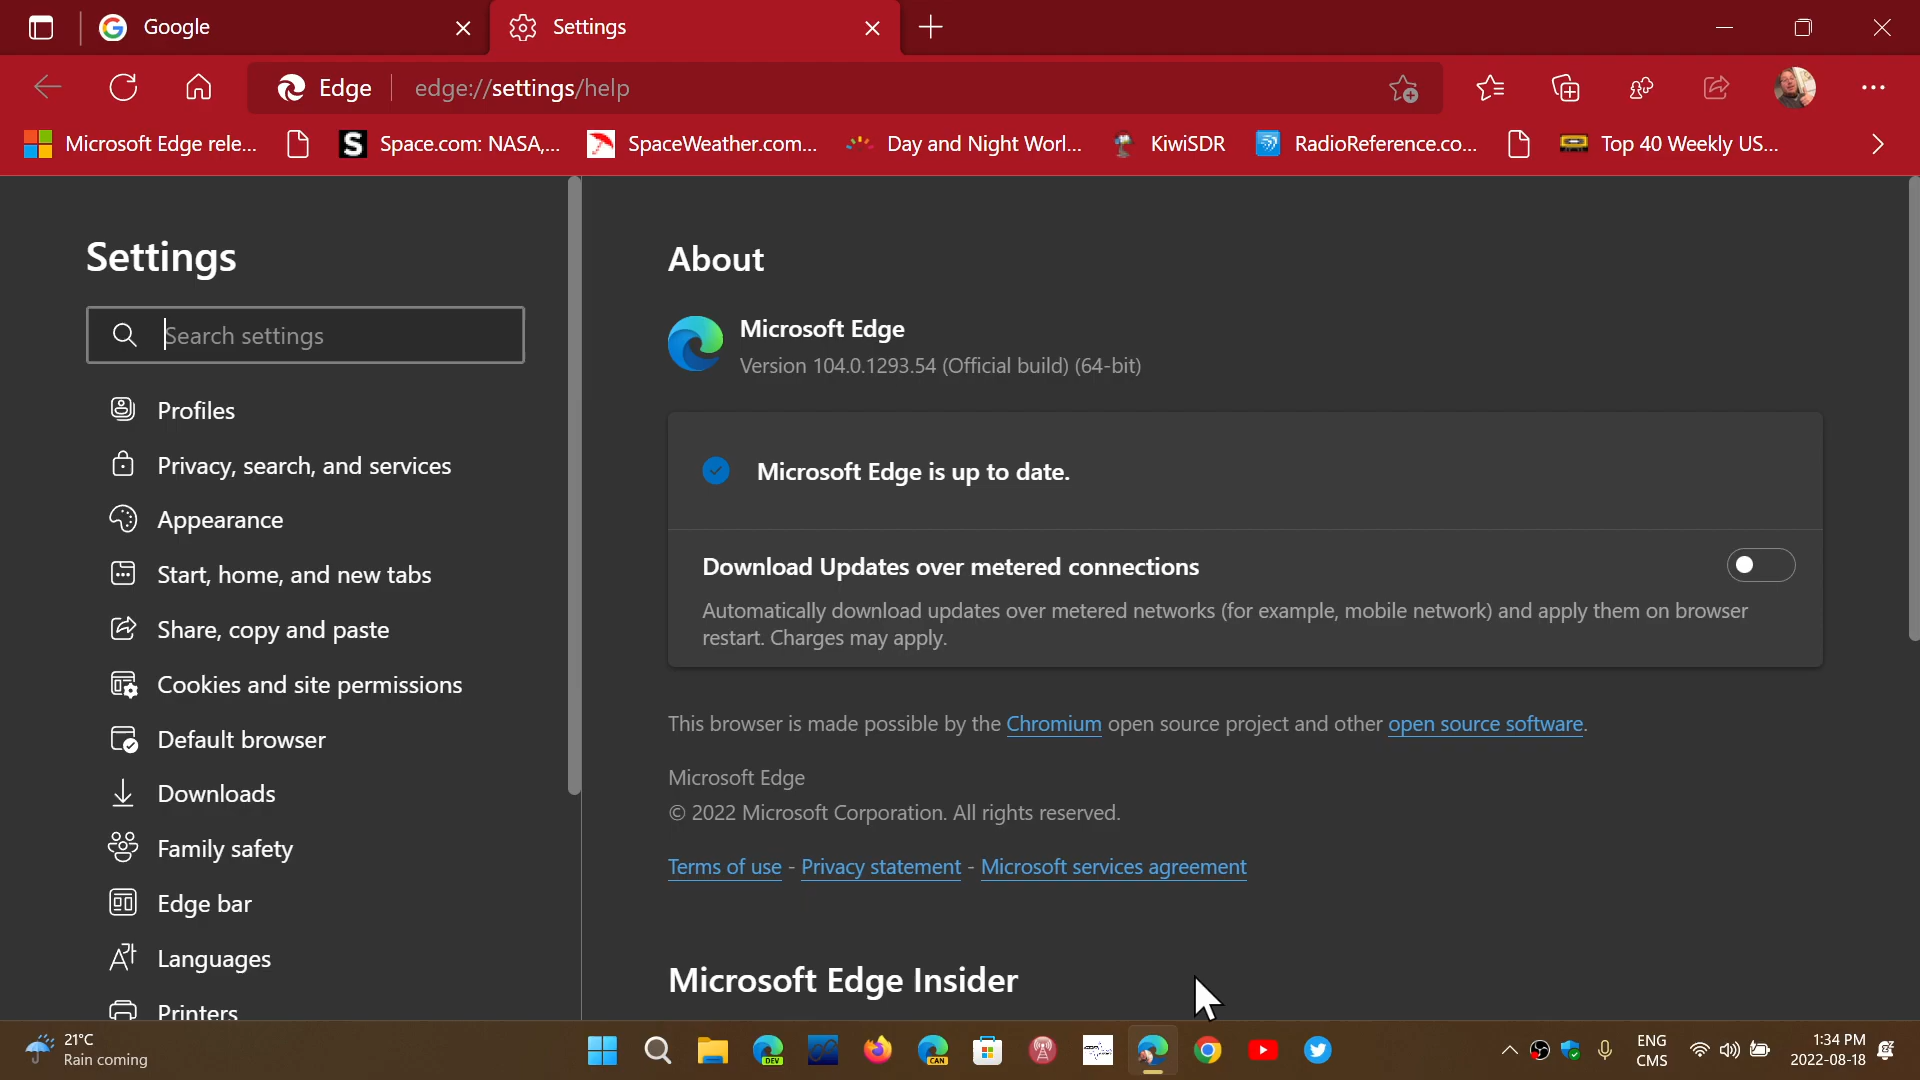 Google
Settings
Edge
edge://settings/help
Microsoft Edge rele...
Space.com: NASA,...
SpaceWeather.com...
Day and Night Worl...
KiwiSDR
RadioReference.co...
Top 40 Weekly US...
Settings
Search settings
Profiles
Privacy, search, and services
Appearance
Start, home, and new tabs
Share, copy and paste
Cookies and site permissions
Default browser
Downloads
Family safety
Edge bar
Languages
Printers
About
Microsoft Edge
Version 104.0.1293.54 (Official build) (64-bit)
Microsoft Edge is up to date.
Download Updates over metered connections
Automatically download updates over metered networks (for example, mobile network) and apply them on browser
restart. Charges may apply.
This browser is made possible by the Chromium open source project and other open source software.
Microsoft Edge
© 2022 Microsoft Corporation. All rights reserved.
Terms of use - Privacy statement - Microsoft services agreement
Microsoft Edge Insider
21°C
Rain coming
DEV
CAN
ENG
CMS
1:34 PM
2022-08-18